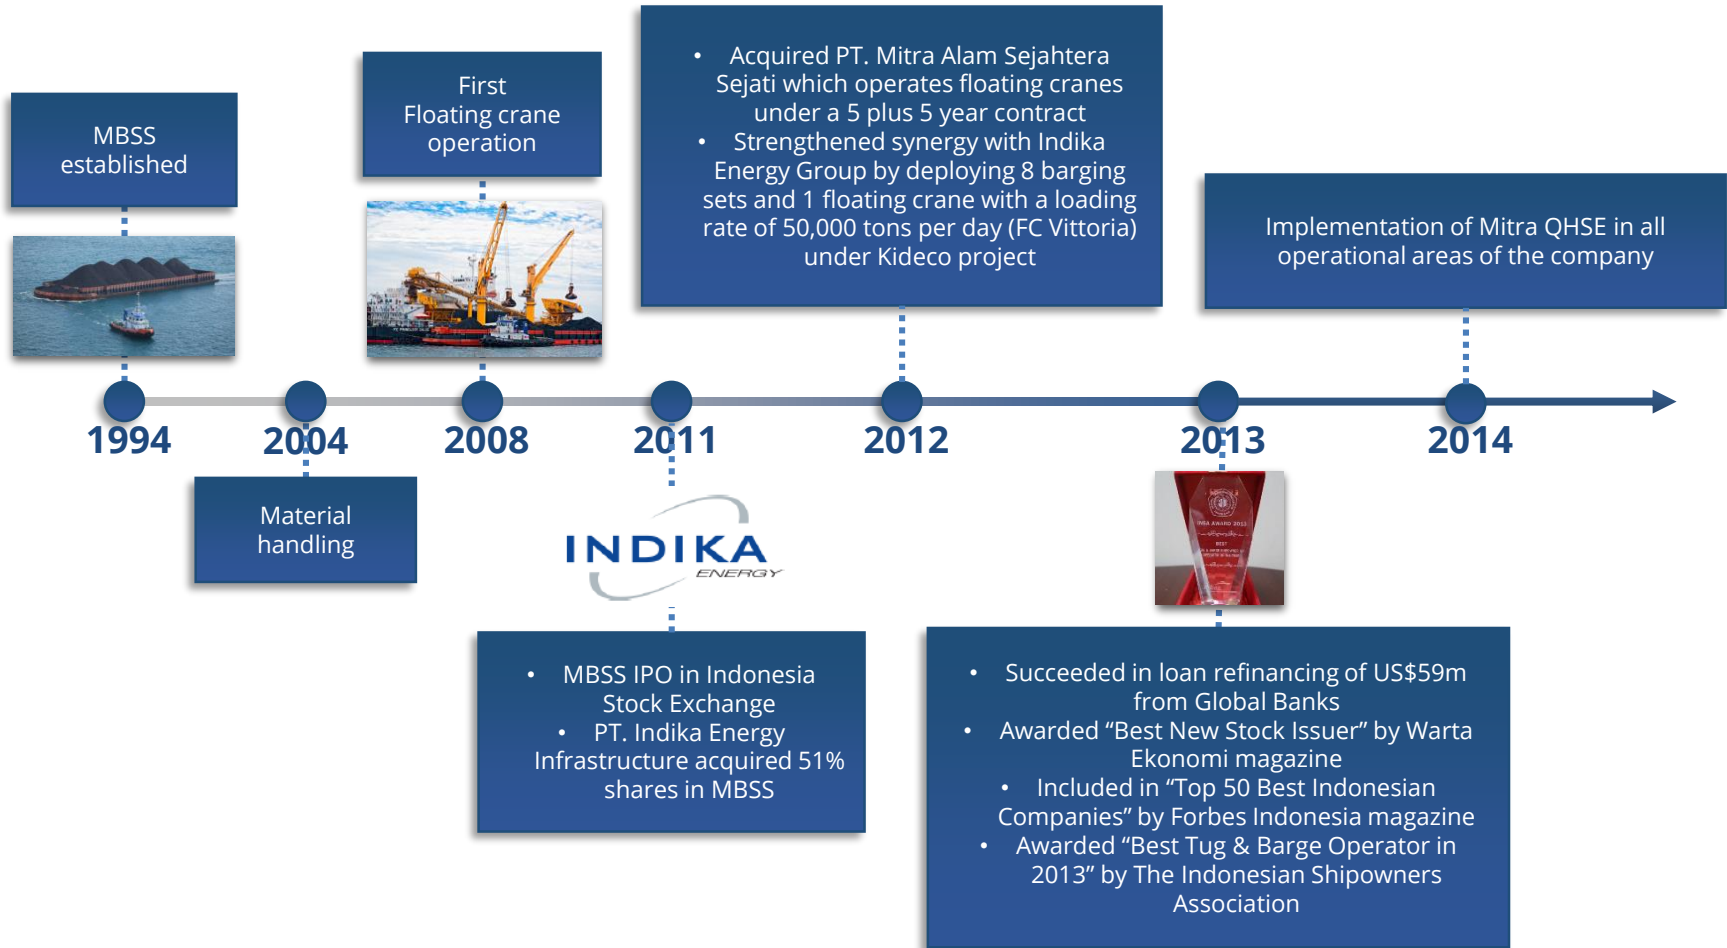 MBSS
established
First
Floating crane
operation
• Acquired PT. Mitra Alam Sejahtera
Sejati which operates floating cranes
under a 5 plus 5 year contract
• Strengthened synergy with Indika
Energy Group by deploying 8 barging
sets and 1 floating crane with a loading
rate of 50,000 tons per day (FC Vittoria)
under Kideco project
Implementation of Mitra QHSE in all
operational areas of the company
1994
2004
2008
2011
2012
2013
2014
Material
handling
INDIKA
ENERGY
• MBSS IPO in Indonesia
Stock Exchange
• PT. Indika Energy
Infrastructure acquired 51%
shares in MBSS
INSA AWARD 2013
BEST
• Succeeded in loan refinancing of US$59m
from Global Banks
• Awarded “Best New Stock Issuer” by Warta
Ekonomi magazine
• Included in “Top 50 Best Indonesian
Companies” by Forbes Indonesia magazine
• Awarded “Best Tug & Barge Operator in
2013” by The Indonesian Shipowners
Association